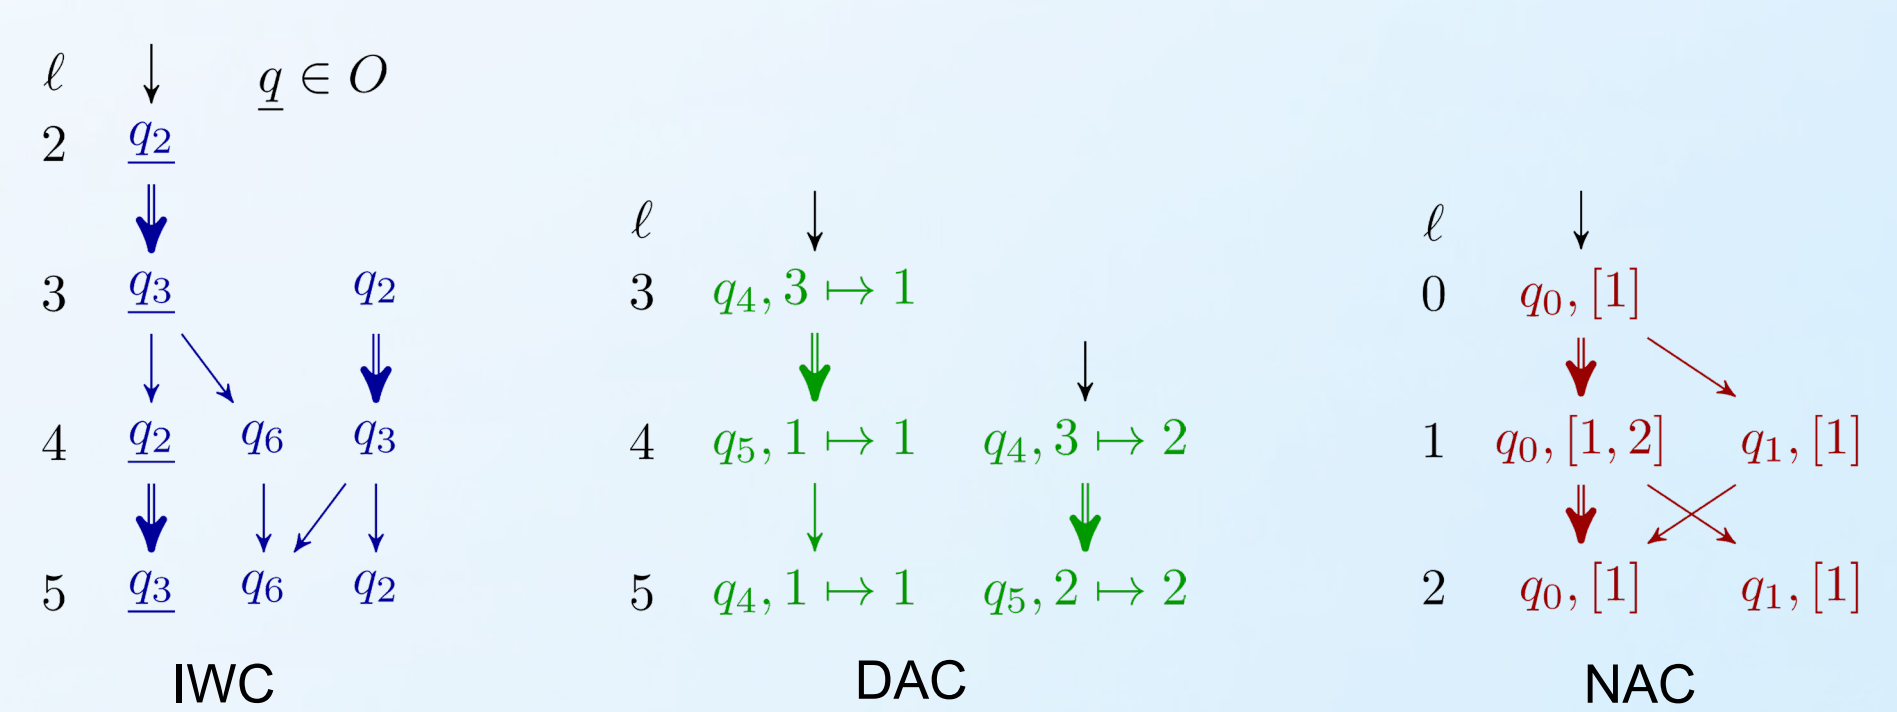 ℓ q ∈ O
2 q₂
3 q₃ q₂
4 q₂ q₆ q₃
5 q₃ q₆ q₂
IWC
ℓ
3 q₄, 3 ↦ 1
4 q₅, 1 ↦ 1 q₄, 3 ↦ 2
5 q₄, 1 ↦ 1 q₅, 2 ↦ 2
DAC
ℓ
0 q₀, [1]
1 q₀, [1, 2] q₁, [1]
2 q₀, [1] q₁, [1]
NAC